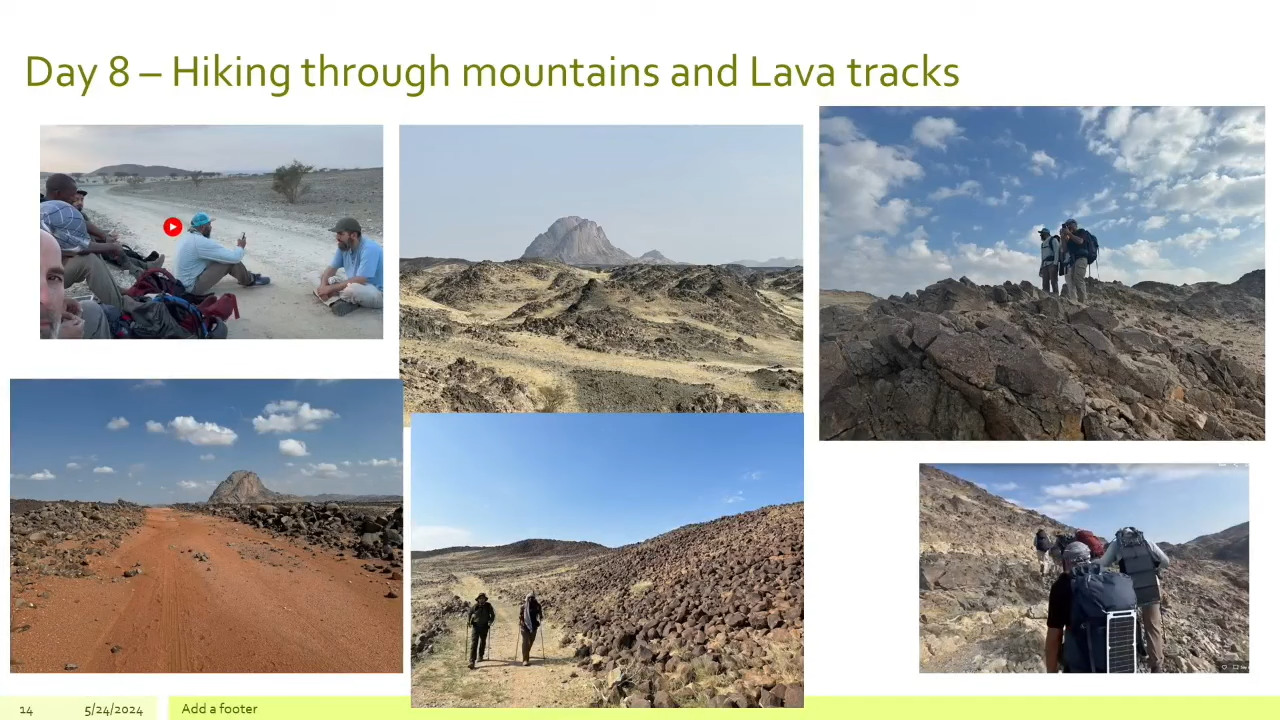 Day 8 – Hiking through mountains and Lava tracks
14
5/24/2024
Add a footer